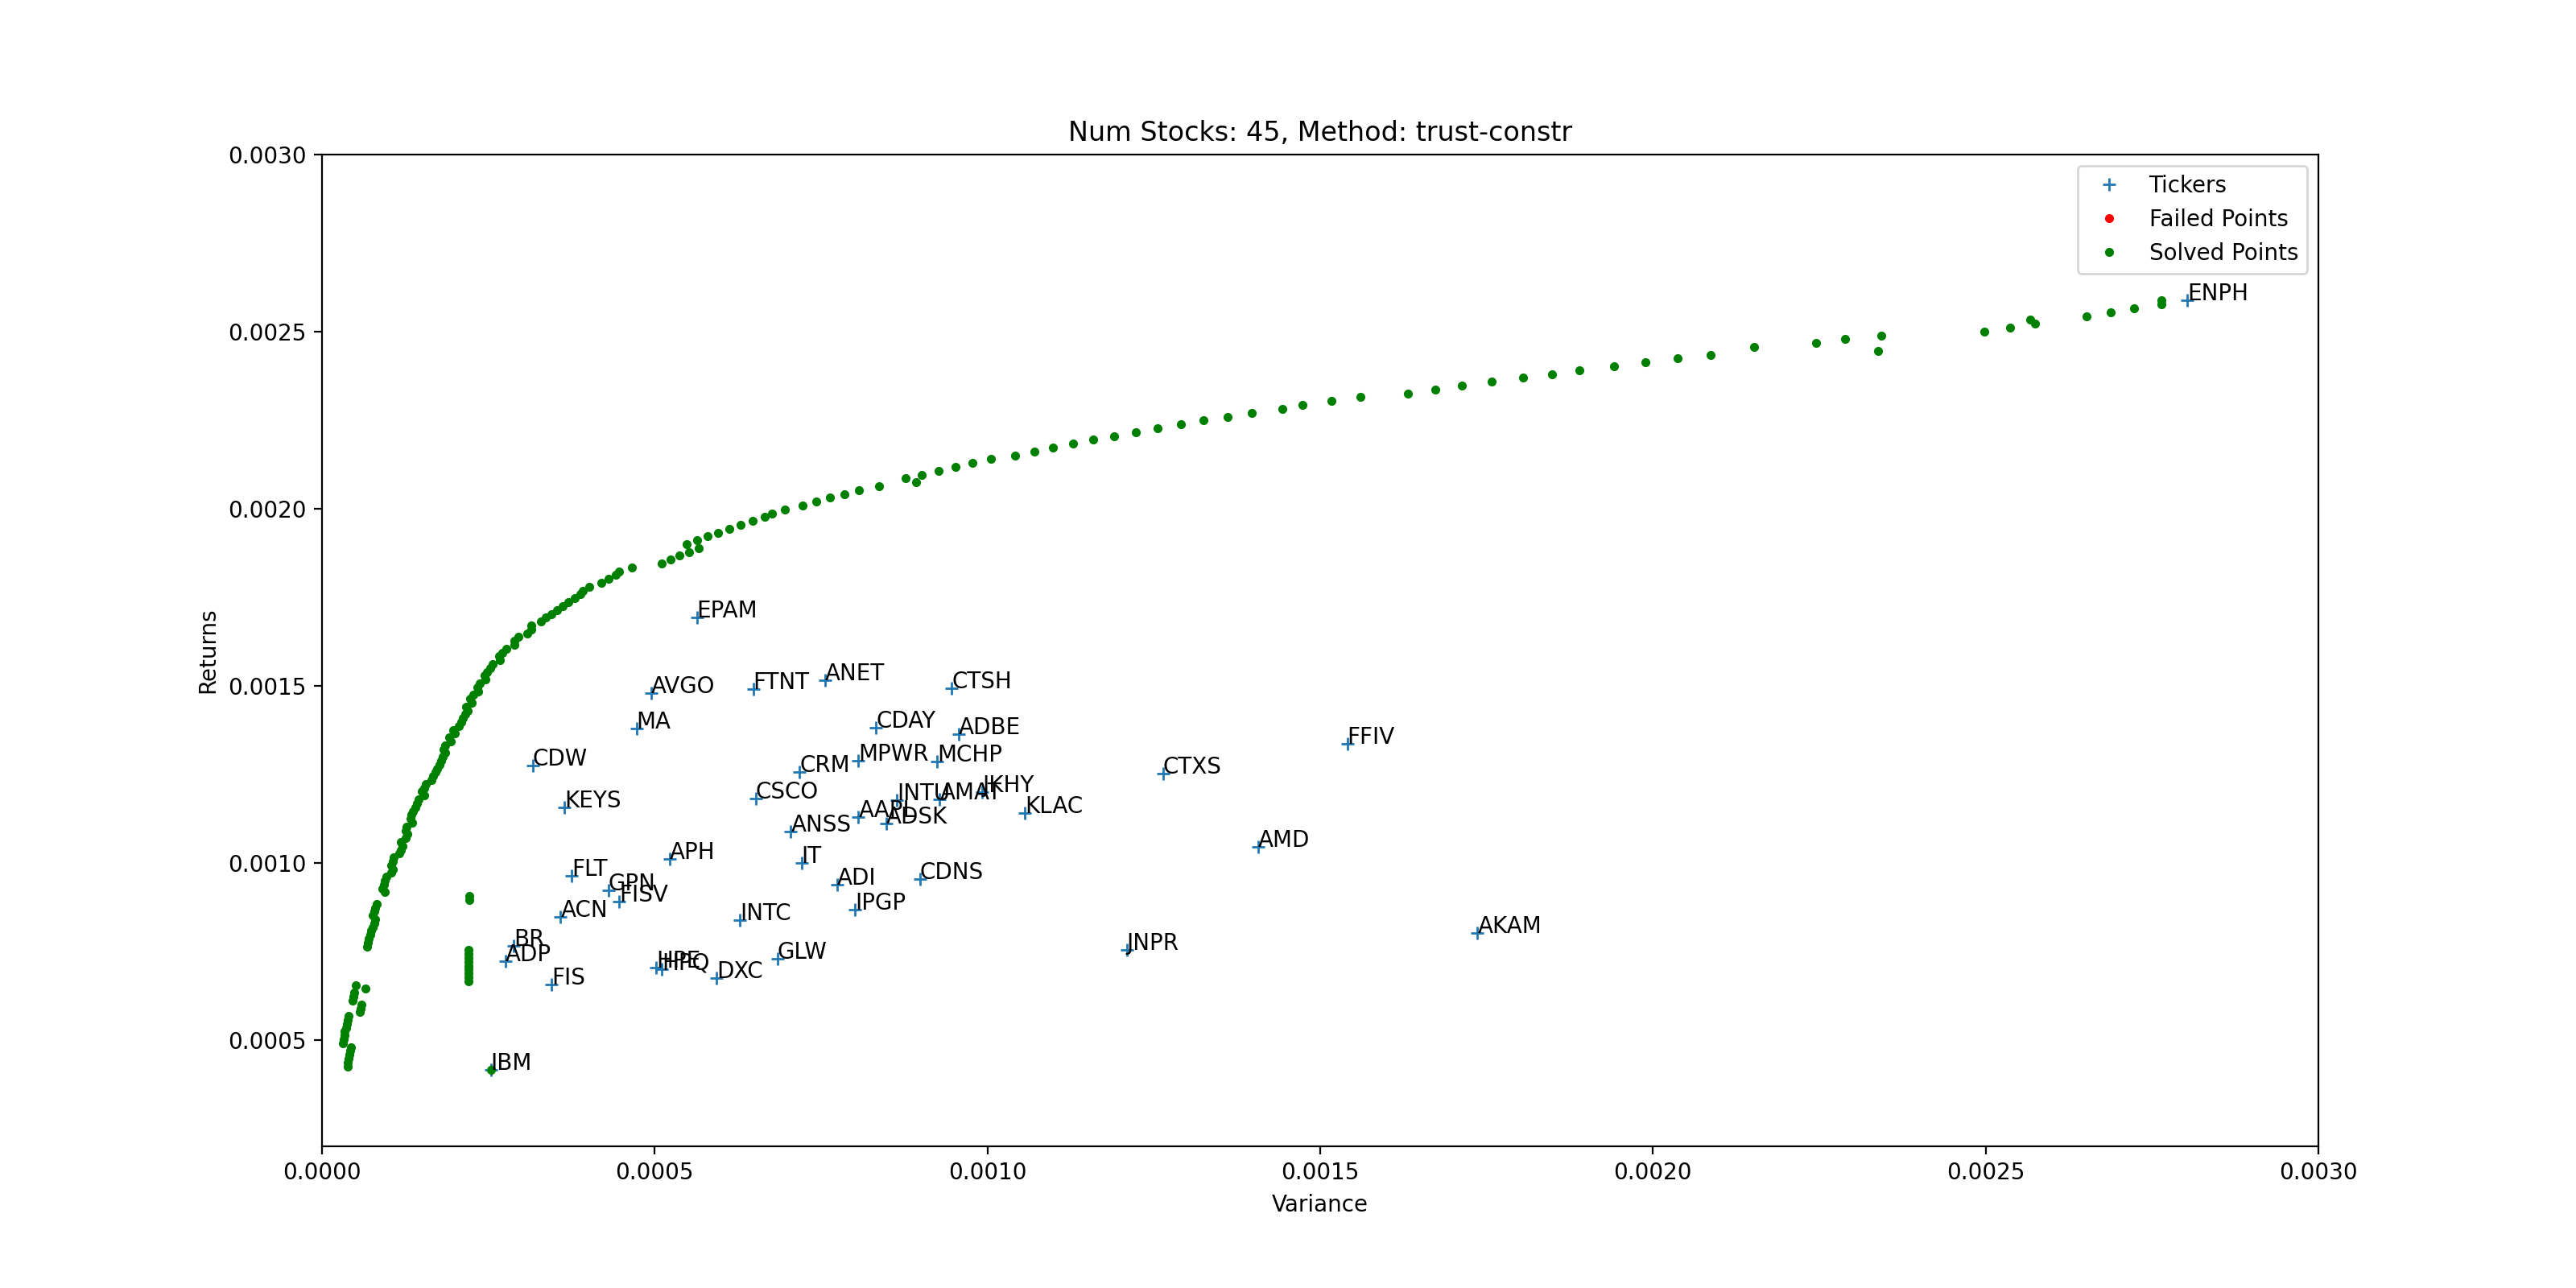 Num Stocks: 45, Method: trust-constr
0.0030
Tickers
Failed Points
Solved Points
ENPH
0.0025
0.0020
EPAM
Returns
0.0015
AVGO
FTNT
ANET
CTSH
MA
CDAY
ADBE
FFIV
CDW
CRM
MPWR
MCHP
CTXS
KEYS
CSCO
INTU
AMAT
JKHY
KLAC
AAPL
ADSK
ANSS
AMD
0.0010
APH
IT
FLT
GPN
FISV
ADI
CDNS
ACN
INTC
IPGP
AKAM
BR
ADP
JNPR
FIS
HPE
HPQ
DXC
GLW
0.0005
IBM
0.0000
0.0005
0.0010
0.0015
0.0020
0.0025
0.0030
Variance